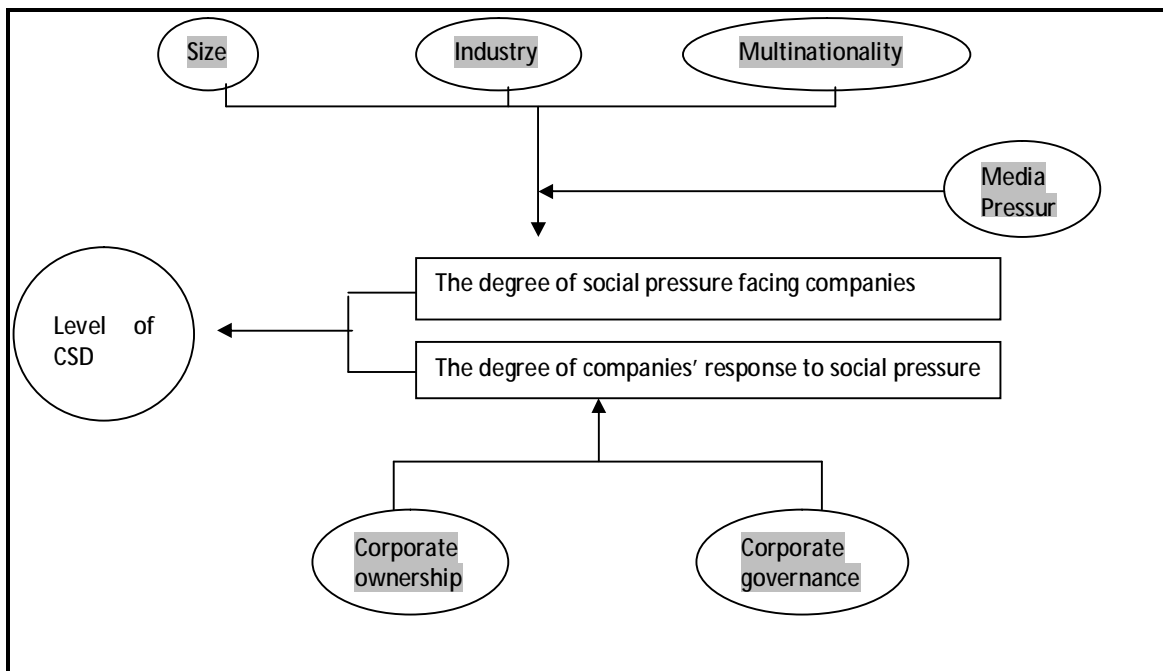 Size
Industry
Multinationality
Media
Pressur
The degree of social pressure facing companies
Level of
CSD
The degree of companies’ response to social pressure
Corporate
ownership
Corporate
governance